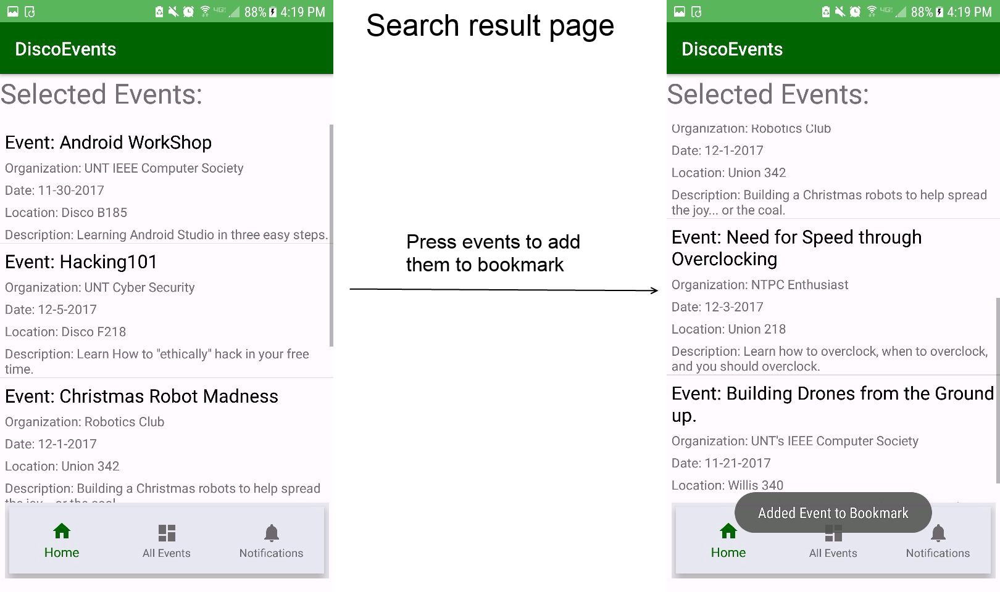 88% 4:19 PM
DiscoEvents
Selected Events:
Event: Android WorkShop
Organization: UNT IEEE Computer Society
Date: 11-30-2017
Location: Disco B185
Description: Learning Android Studio in three easy steps.
Event: Hacking101
Organization: UNT Cyber Security
Date: 12-5-2017
Location: Disco F218
Description: Learn How to "ethically" hack in your free
time.
Event: Christmas Robot Madness
Organization: Robotics Club
Date: 12-1-2017
Location: Union 342
Description: Building a Christmas robots to help spread
the joy... or the coal.
Home
All Events
Notifications
Search result page
Press events to add
them to bookmark
4G 88% 4:19 PM
DiscoEvents
Selected Events:
Organization: Robotics Club
Date: 12-1-2017
Location: Union 342
Description: Building a Christmas robots to help spread
the joy... or the coal.
Event: Need for Speed through
Overclocking
Organization: NTPC Enthusiast
Date: 12-3-2017
Location: Union 218
Description: Learn how to overclock, when to overclock,
and you should overclock.
Event: Building Drones from the Ground
up.
Organization: UNT's IEEE Computer Society
Date: 11-21-2017
Location: Willis 340
Added Event to Bookmark
Home
All Events
Notifications